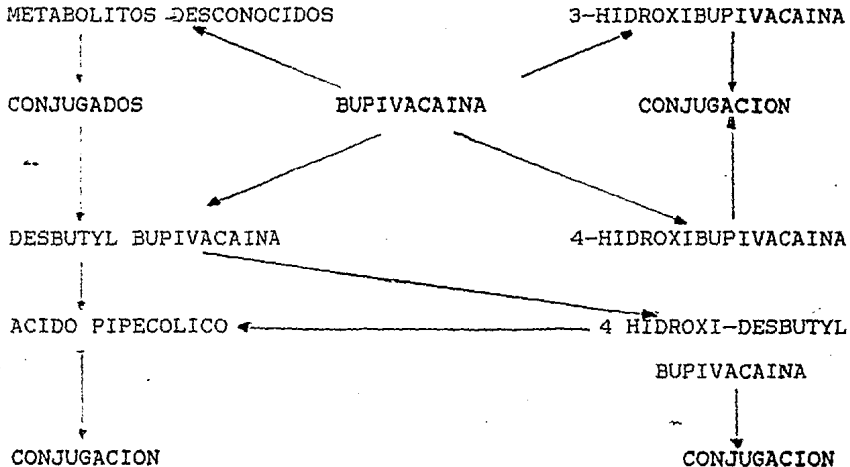 METABOLITOS DESCONOCIDOS 3-HIDROXIBUPIVACAINA
CONJUGADOS BUPIVACAINA CONJUGACION
DESBUTYL BUPIVACAINA 4-HIDROXIBUPIVACAINA
ACIDO PIPECOLICO 4 HIDROXI-DESBUTYL
BUPIVACAINA
CONJUGACION CONJUGACION